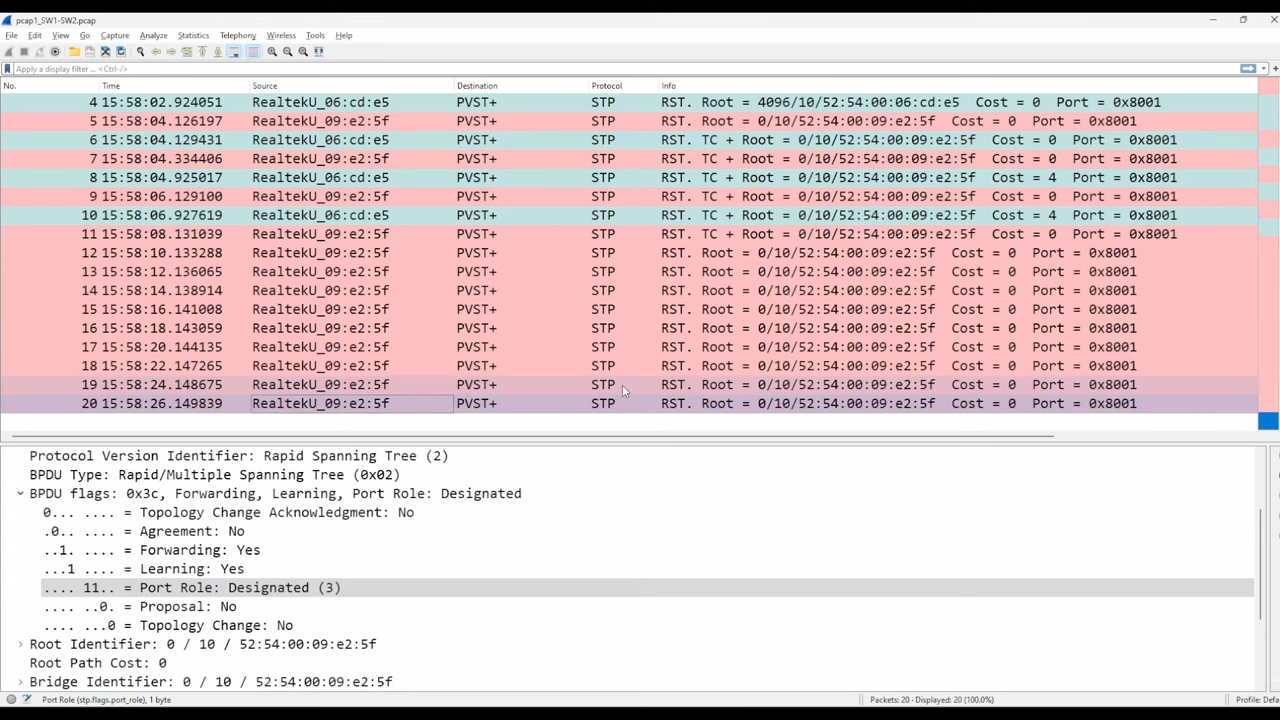 pcap1_SW1-SW2.pcap
File Edit View Go Capture Analyze Statistics Telephony Wireless Tools Help
Apply a display filter ... <Ctrl-/>
No. Time Source Destination Protocol Info
4 15:58:02.924051 RealtekU_06:cd:e5 PVST+ STP RST. Root = 4096/10/52:54:00:06:cd:e5 Cost = 0 Port = 0x8001
5 15:58:04.126197 RealtekU_09:e2:5f PVST+ STP RST. Root = 0/10/52:54:00:09:e2:5f Cost = 0 Port = 0x8001
6 15:58:04.129431 RealtekU_06:cd:e5 PVST+ STP RST. TC + Root = 0/10/52:54:00:09:e2:5f Cost = 0 Port = 0x8001
7 15:58:04.334406 RealtekU_09:e2:5f PVST+ STP RST. TC + Root = 0/10/52:54:00:09:e2:5f Cost = 0 Port = 0x8001
8 15:58:04.925017 RealtekU_06:cd:e5 PVST+ STP RST. TC + Root = 0/10/52:54:00:09:e2:5f Cost = 4 Port = 0x8001
9 15:58:06.129100 RealtekU_09:e2:5f PVST+ STP RST. TC + Root = 0/10/52:54:00:09:e2:5f Cost = 0 Port = 0x8001
10 15:58:06.927619 RealtekU_06:cd:e5 PVST+ STP RST. TC + Root = 0/10/52:54:00:09:e2:5f Cost = 4 Port = 0x8001
11 15:58:08.131039 RealtekU_09:e2:5f PVST+ STP RST. TC + Root = 0/10/52:54:00:09:e2:5f Cost = 0 Port = 0x8001
12 15:58:10.133288 RealtekU_09:e2:5f PVST+ STP RST. Root = 0/10/52:54:00:09:e2:5f Cost = 0 Port = 0x8001
13 15:58:12.136065 RealtekU_09:e2:5f PVST+ STP RST. Root = 0/10/52:54:00:09:e2:5f Cost = 0 Port = 0x8001
14 15:58:14.138914 RealtekU_09:e2:5f PVST+ STP RST. Root = 0/10/52:54:00:09:e2:5f Cost = 0 Port = 0x8001
15 15:58:16.141008 RealtekU_09:e2:5f PVST+ STP RST. Root = 0/10/52:54:00:09:e2:5f Cost = 0 Port = 0x8001
16 15:58:18.143059 RealtekU_09:e2:5f PVST+ STP RST. Root = 0/10/52:54:00:09:e2:5f Cost = 0 Port = 0x8001
17 15:58:20.144135 RealtekU_09:e2:5f PVST+ STP RST. Root = 0/10/52:54:00:09:e2:5f Cost = 0 Port = 0x8001
18 15:58:22.147265 RealtekU_09:e2:5f PVST+ STP RST. Root = 0/10/52:54:00:09:e2:5f Cost = 0 Port = 0x8001
19 15:58:24.148675 RealtekU_09:e2:5f PVST+ STP RST. Root = 0/10/52:54:00:09:e2:5f Cost = 0 Port = 0x8001
20 15:58:26.149839 RealtekU_09:e2:5f PVST+ STP RST. Root = 0/10/52:54:00:09:e2:5f Cost = 0 Port = 0x8001
Protocol Version Identifier: Rapid Spanning Tree (2)
BPDU Type: Rapid/Multiple Spanning Tree (0x02)
BPDU flags: 0x3c, Forwarding, Learning, Port Role: Designated
0... .... = Topology Change Acknowledgment: No
.0.. .... = Agreement: No
..1. .... = Forwarding: Yes
...1 .... = Learning: Yes
.... 11.. = Port Role: Designated (3)
.... ..0. = Proposal: No
.... ...0 = Topology Change: No
Root Identifier: 0 / 10 / 52:54:00:09:e2:5f
Root Path Cost: 0
Bridge Identifier: 0 / 10 / 52:54:00:09:e2:5f
Port Role (stp.flags.port_role), 1 byte Packets: 20 · Displayed: 20 (100.0%) Profile: Defa